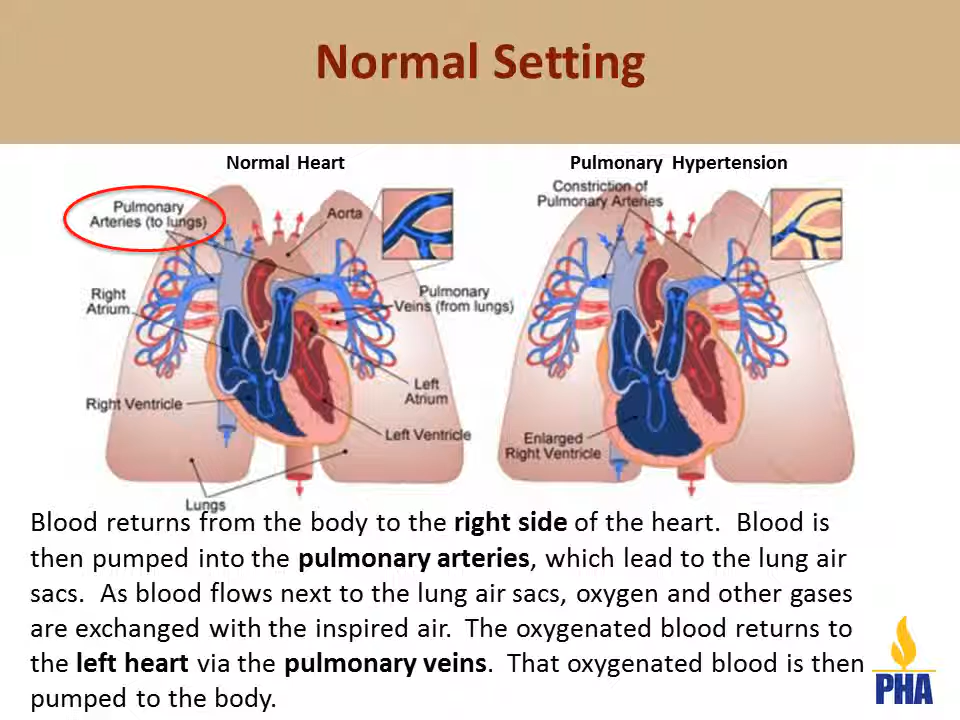 Normal Setting
Normal Heart
Pulmonary Hypertension
Pulmonary
Arteries (to lungs)
Aorta
Right
Atrium
Pulmonary
Veins (from lungs)
Left
Atrium
Right Ventricle
Left Ventricle
Lungs
Constriction of
Pulmonary Arteries
Enlarged
Right Ventricle
Blood returns from the body to the right side of the heart. Blood is
then pumped into the pulmonary arteries, which lead to the lung air
sacs. As blood flows next to the lung air sacs, oxygen and other gases
are exchanged with the inspired air. The oxygenated blood returns to
the left heart via the pulmonary veins. That oxygenated blood is then
pumped to the body.
PHA